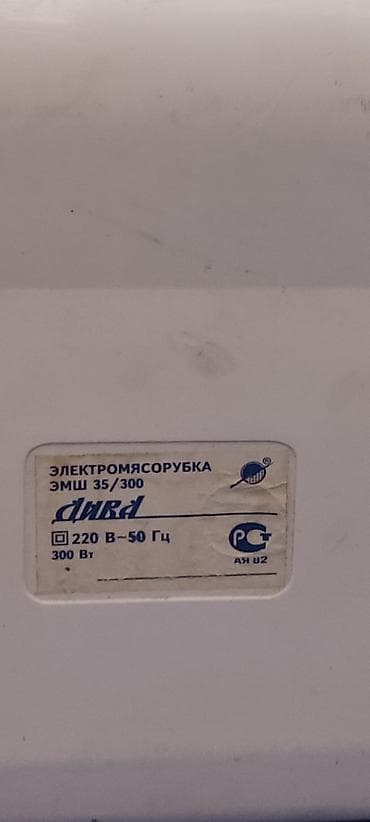 ЭЛЕКТРОМЯСОРУБКА
ЭМШ 35/300
®
Дива
220 В~50 Гц
300 Вт
РСТ
АЯ 82